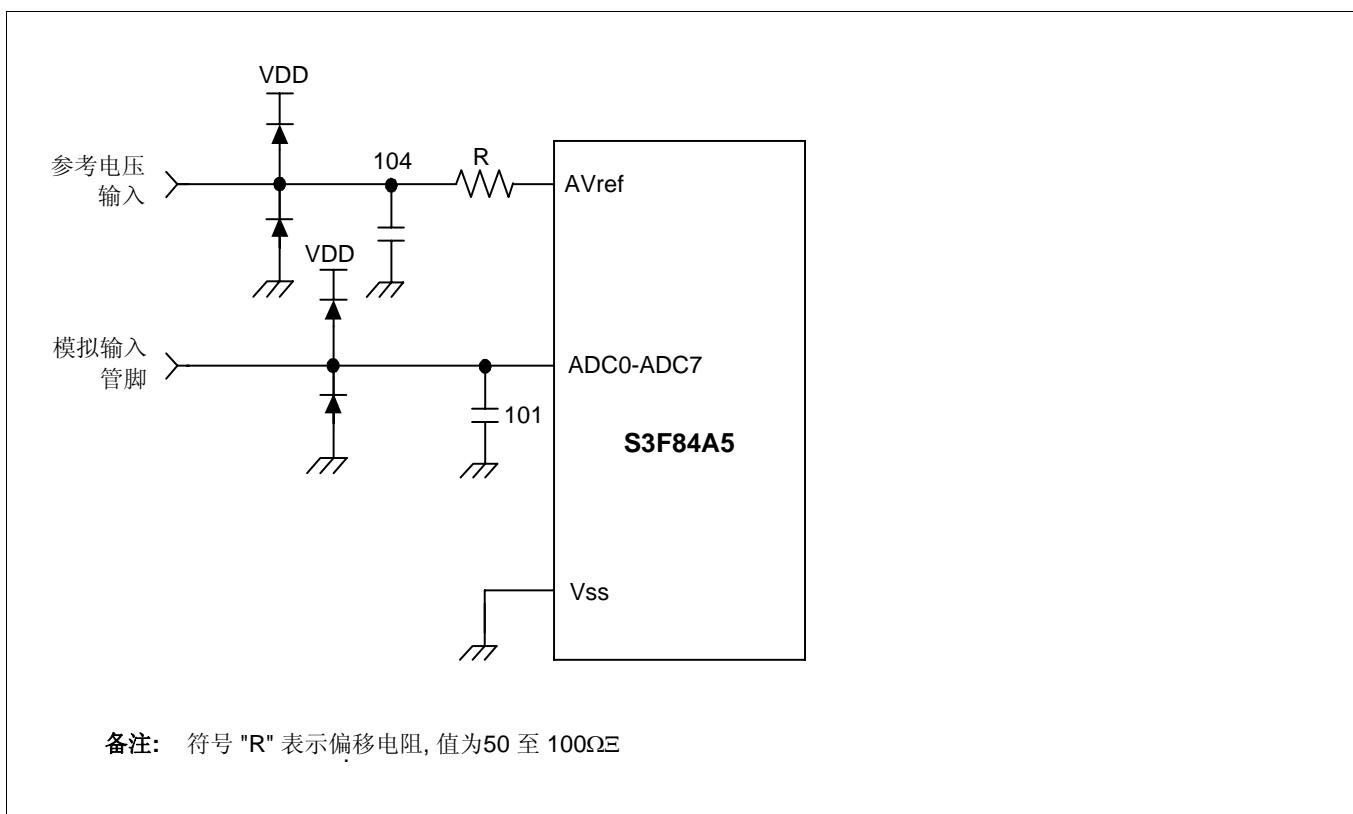 VDD
参考电压
输入
104
R
AVref
VDD
模拟输入
管脚
ADC0-ADC7
101
S3F84A5
Vss
备注: 符号 "R" 表示偏移电阻, 值为50 至 100ΩΞ
.